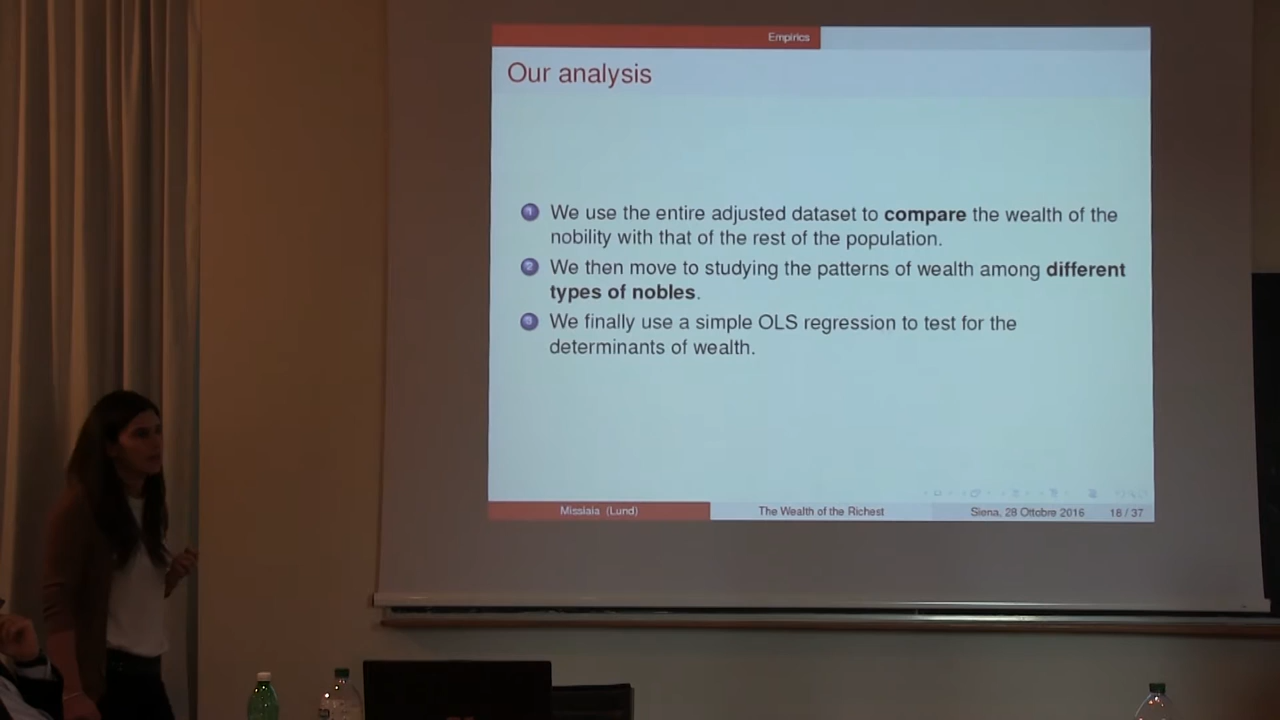 Empirics
Our analysis
1 We use the entire adjusted dataset to compare the wealth of the
nobility with that of the rest of the population.
2 We then move to studying the patterns of wealth among different
types of nobles.
3 We finally use a simple OLS regression to test for the
determinants of wealth.
Missiaia (Lund) The Wealth of the Richest Siena, 28 Ottobre 2016 16 / 37